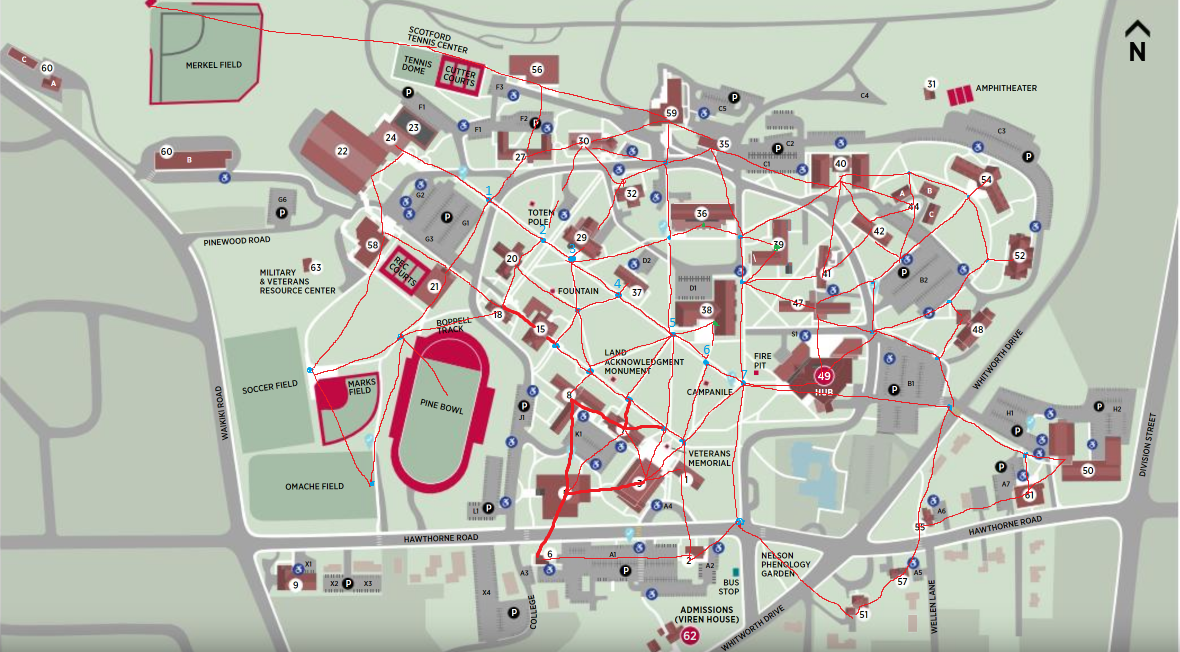 SCOTFORD
TENNIS CENTER
TENNIS
DOME
CUTTER
COURTS
56
F3
MERKEL FIELD
C
60
A
N
31
AMPHITHEATER
C4
P
F1
F2
P
59
C5
P
C3
P
23
24
F1
22
27
30
35
C2
P
C1
40
60
B
54
G6
P
G2
P
G1
G3
1
TOTEN
POLE
32
36
A
B
44
C
42
PINEWOOD ROAD
58
2
29
3
20
D2
39
41
P
B2
52
63
MILITARY
& VETERANS
RESOURCE CENTER
REC
COURTS
21
4
37
FOUNTAIN
D1
47
18
15
38
BOPPELL
TRACK
5
S1
48
WHITWORTH DRIVE
LAND
ACKNOWLEDGMENT
MONUMENT
6
FIRE
PIT
7
49
HUB
B1
P
SOCCER FIELD
MARKS
FIELD
8
CAMPANILE
PINE BOWL
P
J1
K1
H1
P
P
H2
WAIKIKI ROAD
DIVISION STREET
VETERANS
MEMORIAL
OMACHE FIELD
3
1
P
A7
50
61
L1
P
A4
A6
55
HAWTHORNE ROAD
HAWTHORNE ROAD
6
A1
P
2
A2
A3
NELSON
PHENOLOGY
GARDEN
BUS
STOP
A5
57
X1
9
X2
P
X3
X4
P
COLLEGE
ADMISSIONS
(VIREN HOUSE)
62
WHITWORTH DRIVE
51
WELLEN LANE